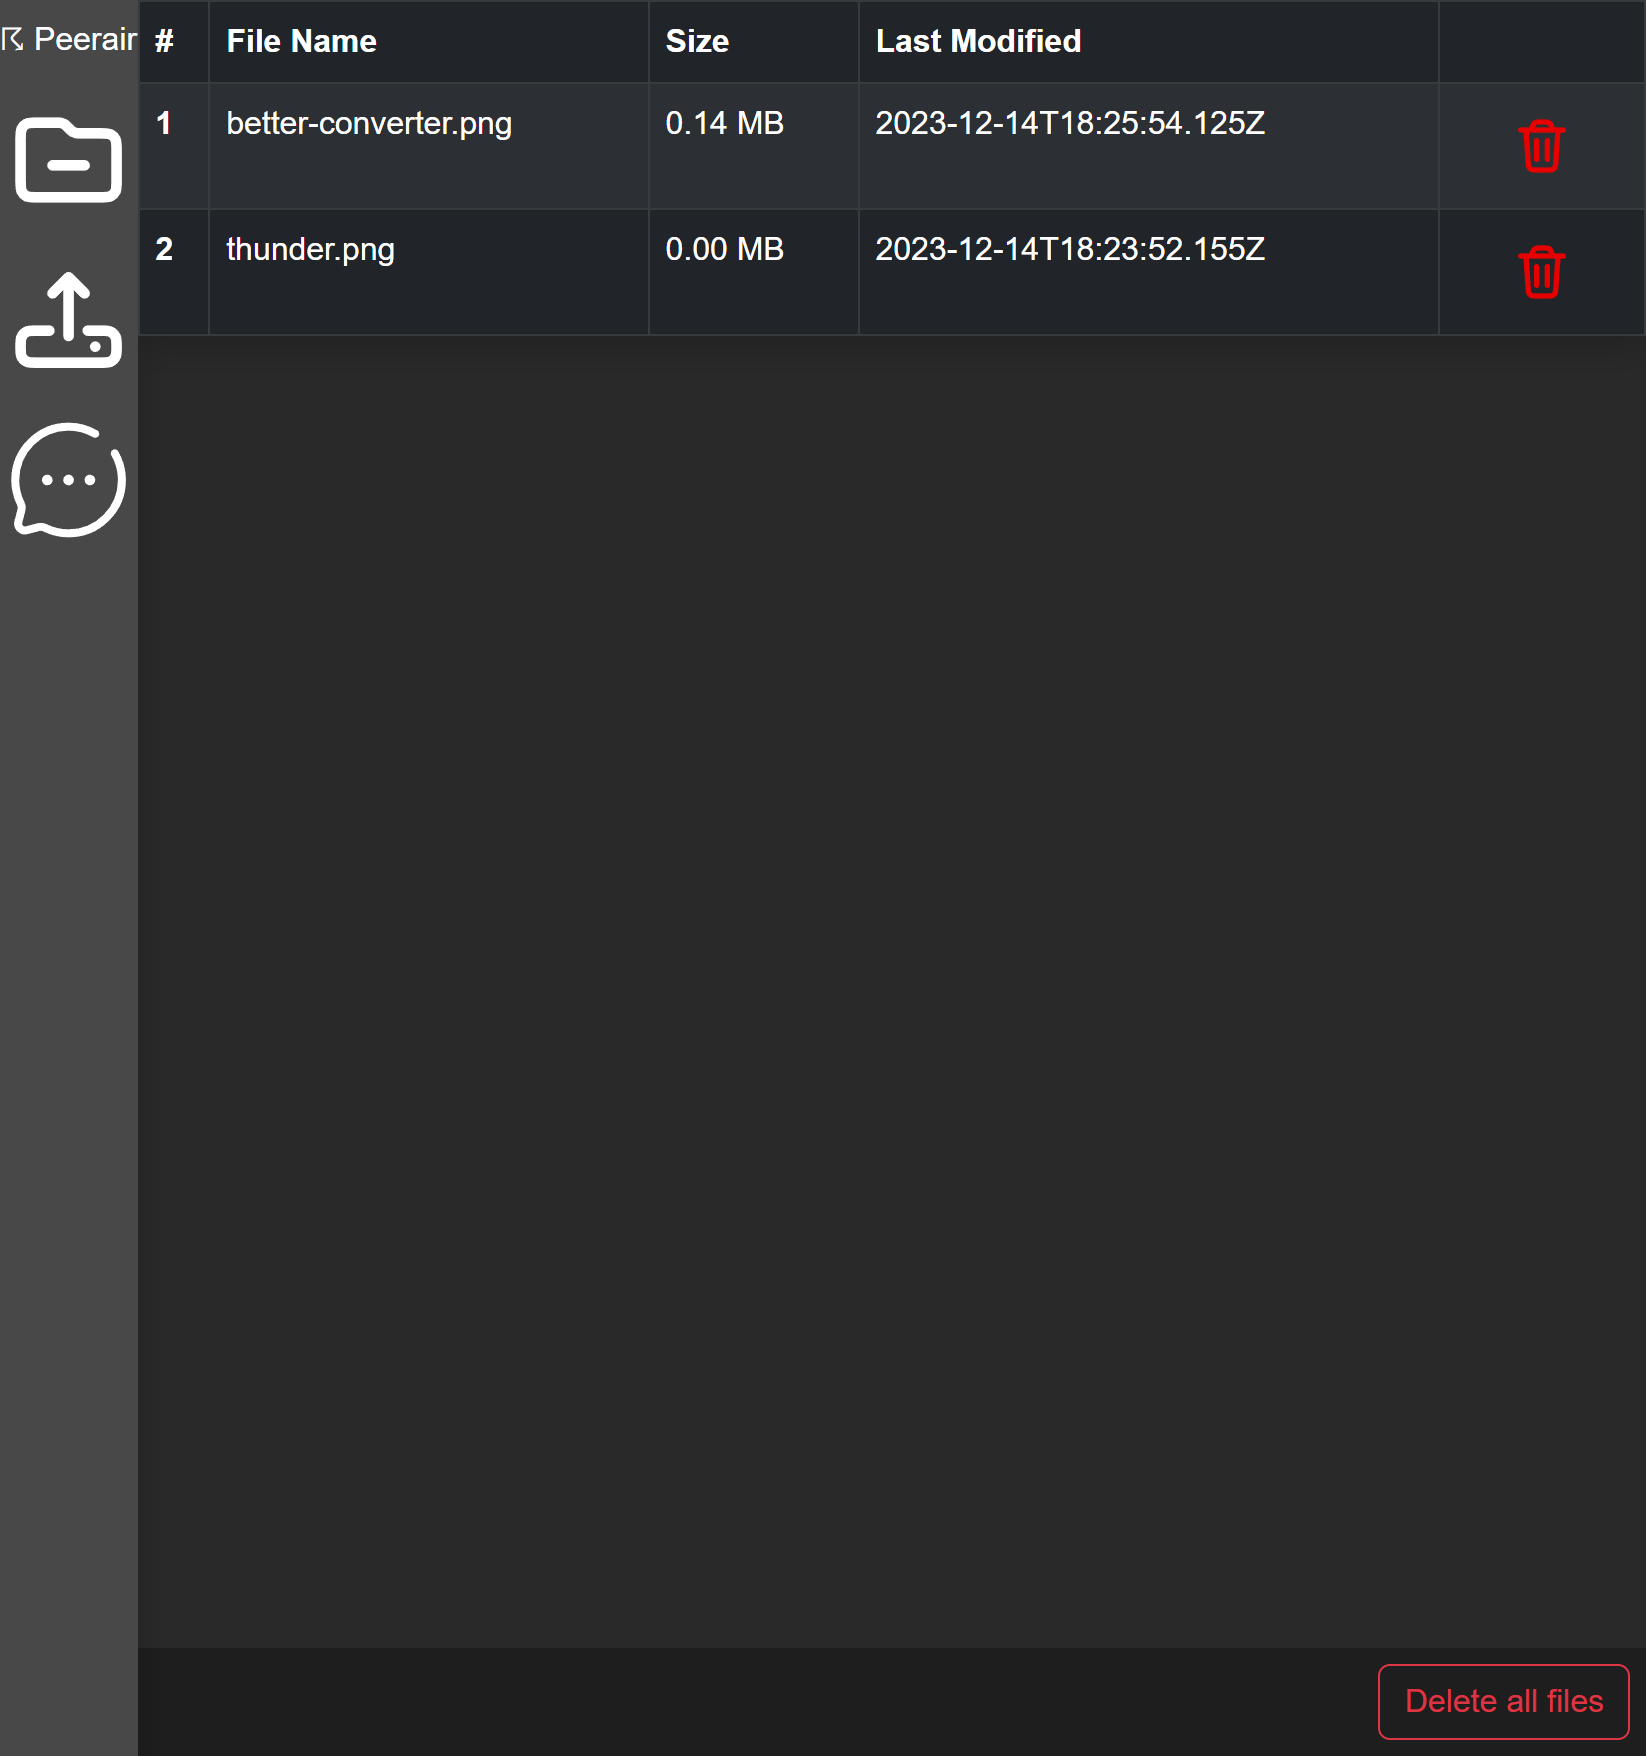 ☈ Peerair
# File Name Size Last Modified
1 better-converter.png 0.14 MB 2023-12-14T18:25:54.125Z
2 thunder.png 0.00 MB 2023-12-14T18:23:52.155Z
Delete all files